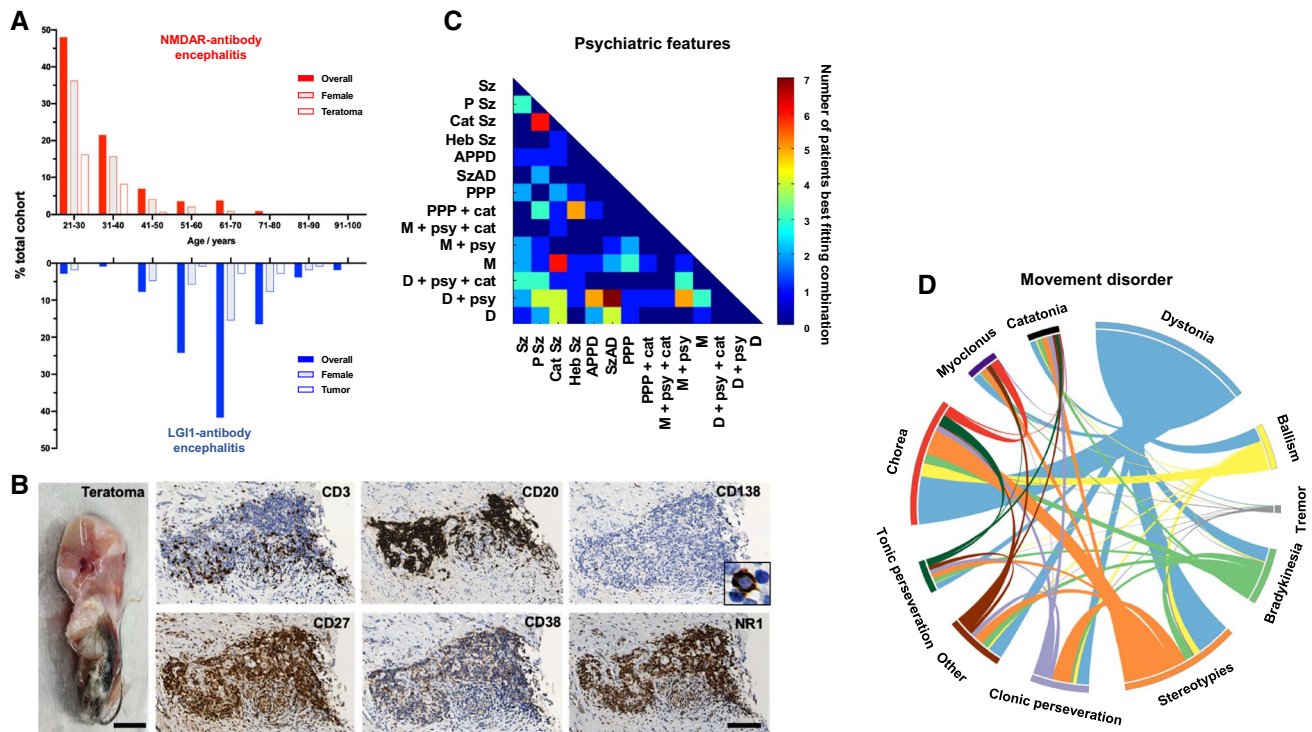 A
NMDAR-antibody
encephalitis
50
40
30
20
10
0
Overall
Female
Teratoma
21-30
31-40
41-50
51-60
61-70
71-80
81-90
91-100
Age / years
% total cohort
0
10
20
30
40
50
Overall
Female
Tumor
LGI1-antibody
encephalitis
B
Teratoma
CD3
CD20
CD138
CD27
CD38
NR1
C
Psychiatric features
Sz
P Sz
Cat Sz
Heb Sz
APPD
SzAD
PPP
PPP + cat
M + psy + cat
M + psy
M
D + psy + cat
D + psy
D
Sz
P Sz
Cat Sz
Heb Sz
APPD
SzAD
PPP
PPP + cat
M + psy + cat
M + psy
M
D + psy + cat
D + psy
D
7
6
5
4
3
2
1
0
Number of patients best fitting combination
D
Movement disorder
Catatonia
Dystonia
Myoclonus
Ballism
Chorea
Tremor
Tonic perseveration
Bradykinesia
Other
Stereotypies
Clonic perseveration